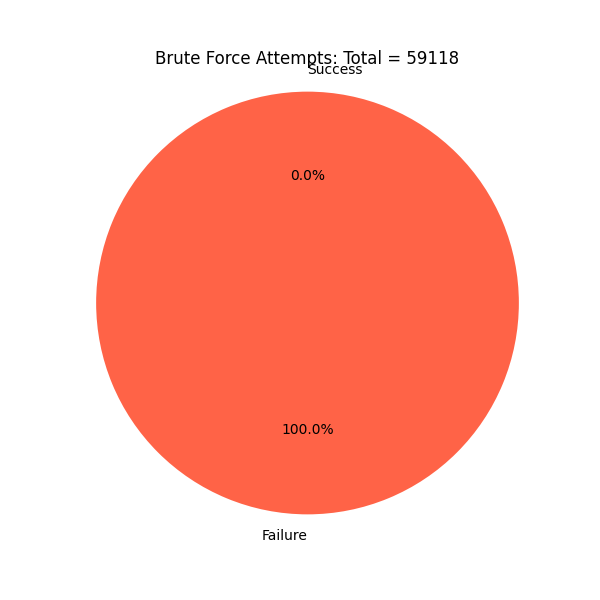 Brute Force Attempts: Total = 59118
Success
0.0%
100.0%
Failure